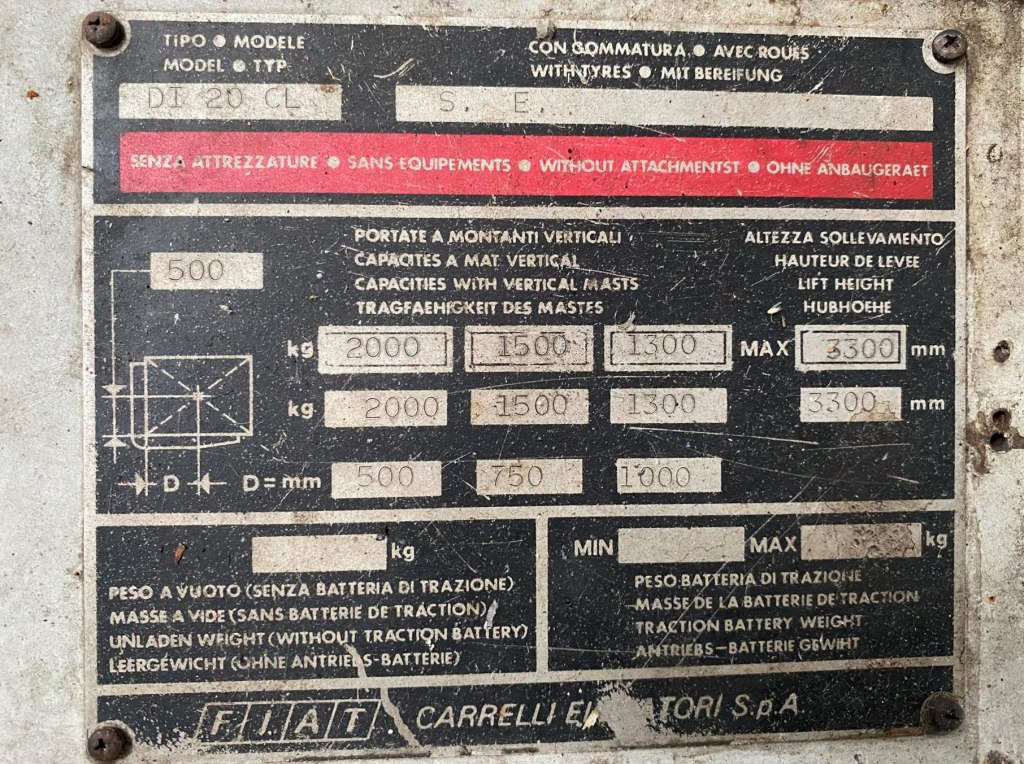 TIPO ● MODELE
MODEL ● TYP
CON GOMMATURA ● AVEC ROUES
WITH TYRES ● MIT BEREIFUNG
DI 20 CL
S. E.
SENZA ATTREZZATURE ● SANS EQUIPEMENTS ● WITHOUT ATTACHMENTST ● OHNE ANBAUGERAET
PORTATE A MONTANTI VERTICALI
CAPACITES A MAT VERTICAL
CAPACITIES WITH VERTICAL MASTS
TRAGFAEHIGKEIT DES MASTES
ALTEZZA SOLLEVAMENTO
HAUTEUR DE LEVEE
LIFT HEIGHT
HUBHOEHE
500
kg 2000 1500 1300 MAX 3300 mm
kg 2000 1500 1300 3300 mm
D D=mm 500 750 1000
kg
PESO A VUOTO (SENZA BATTERIA DI TRAZIONE)
MASSE A VIDE (SANS BATTERIE DE TRACTION)
UNLADEN WEIGHT (WITHOUT TRACTION BATTERY)
LEERGEWICHT (OHNE ANTRIEBS-BATTERIE)
MIN MAX kg
PESO BATTERIA DI TRAZIONE
MASSE DE LA BATTERIE DE TRACTION
TRACTION BATTERY WEIGHT
ANTRIEBS-BATTERIE GEWIHT
FIAT CARRELLI S.p.A.